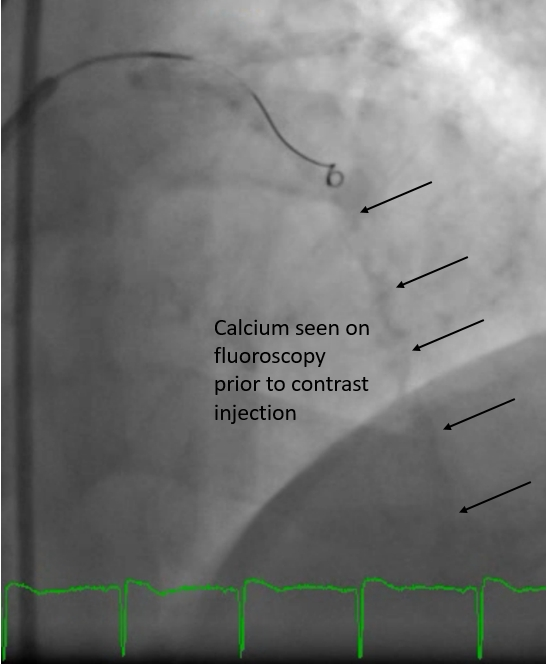 Calcium seen on
fluoroscopy
prior to contrast
injection